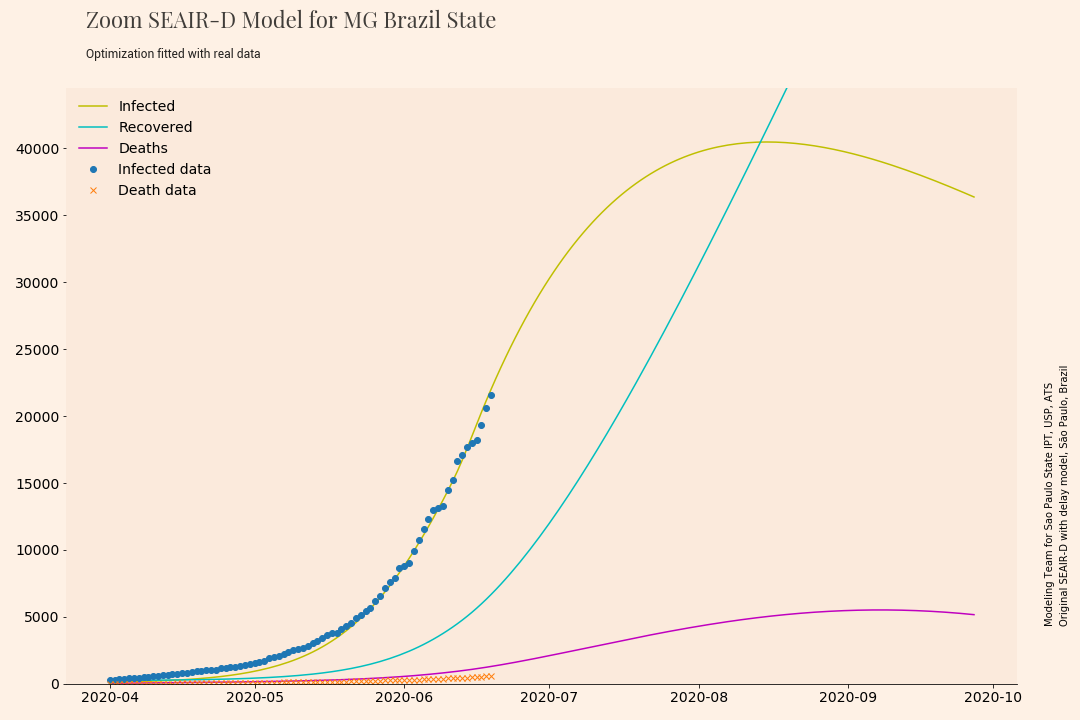 Zoom SEAIR-D Model for MG Brazil State
Optimization fitted with real data
Infected
Recovered
Deaths
Infected data
Death data
40000
35000
30000
25000
20000
15000
10000
5000
0
2020-04
2020-05
2020-06
2020-07
2020-08
2020-09
2020-10
Modeling Team for Sao Paulo State IPT, USP, ATS
Original SEAIR-D with delay model, São Paulo, Brazil